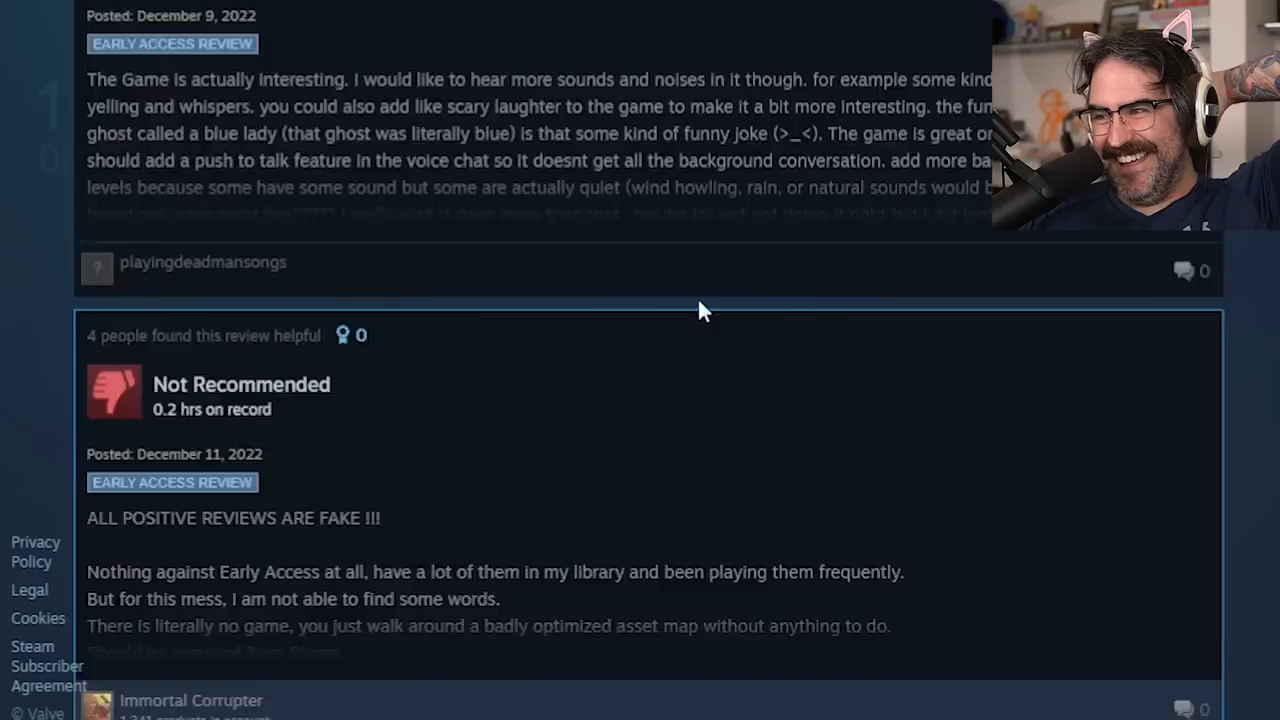 Posted: December 9, 2022
EARLY ACCESS REVIEW
The Game is actually interesting. I would like to hear more sounds and noises in it though. for example some kind
yelling and whispers. you could also add like scary laughter to the game to make it a bit more interesting. the fun
ghost called a blue lady (that ghost was literally blue) is that some kind of funny joke (>_<). The game is great or
should add a push to talk feature in the voice chat so it doesnt get all the background conversation. add more ba
levels because some have some sound but some are actually quiet (wind howling, rain, or natural sounds would b
?
playingdeadmansongs
0
4 people found this review helpful
0
Not Recommended
0.2 hrs on record
Posted: December 11, 2022
EARLY ACCESS REVIEW
ALL POSITIVE REVIEWS ARE FAKE !!!
Nothing against Early Access at all, have a lot of them in my library and been playing them frequently.
But for this mess, I am not able to find some words.
There is literally no game, you just walk around a badly optimized asset map without anything to do.
Immortal Corrupter
0
Privacy
Policy
Legal
Cookies
Steam
Subscriber
Agreement
© Valve